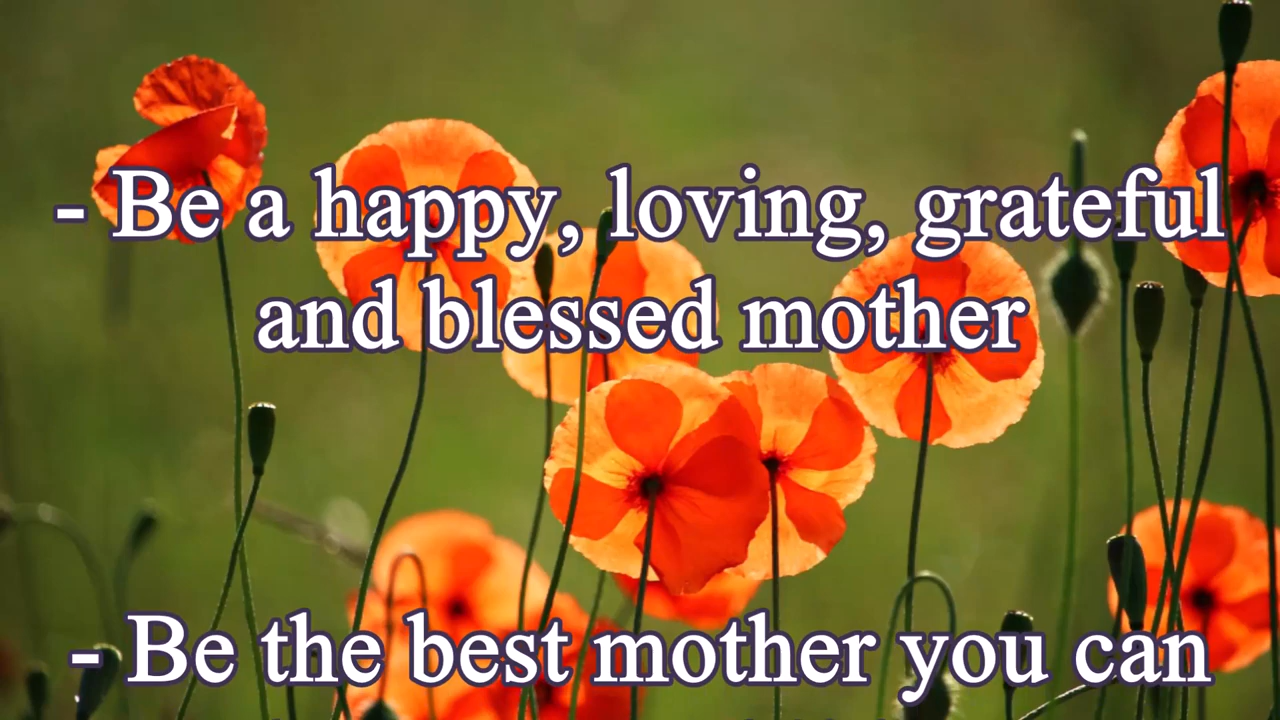 - Be a happy, loving, grateful
and blessed mother
- Be the best mother you can